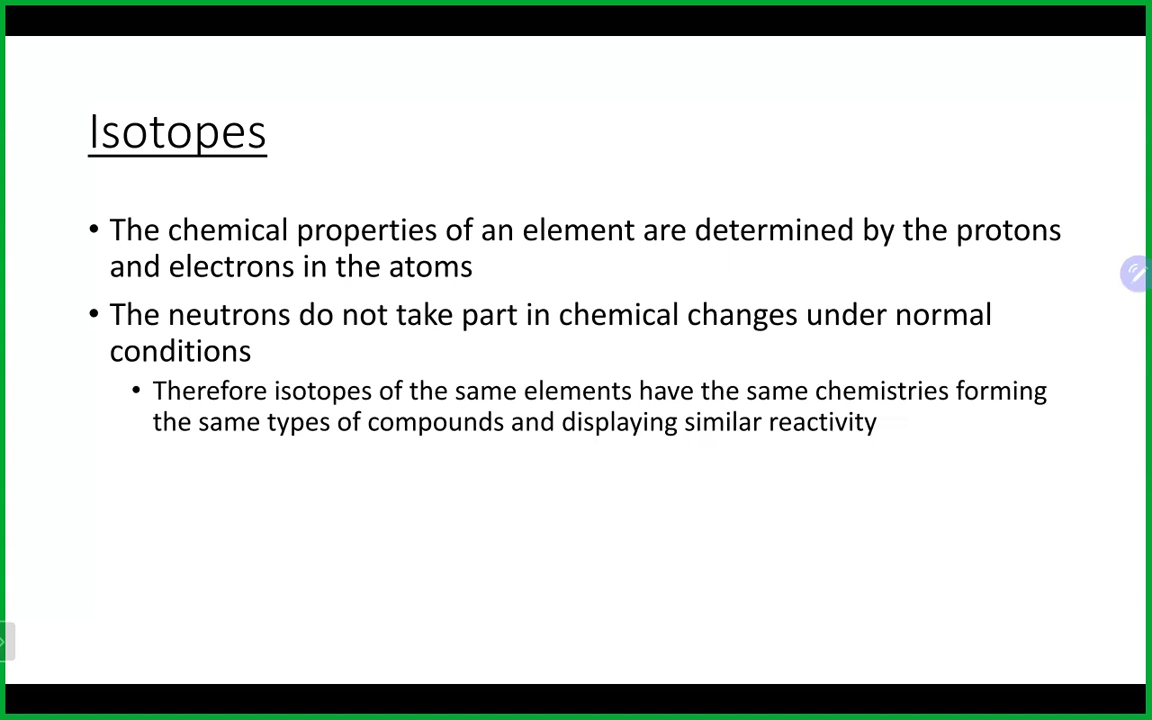 Isotopes
• The chemical properties of an element are determined by the protons
and electrons in the atoms
• The neutrons do not take part in chemical changes under normal
conditions
• Therefore isotopes of the same elements have the same chemistries forming
the same types of compounds and displaying similar reactivity